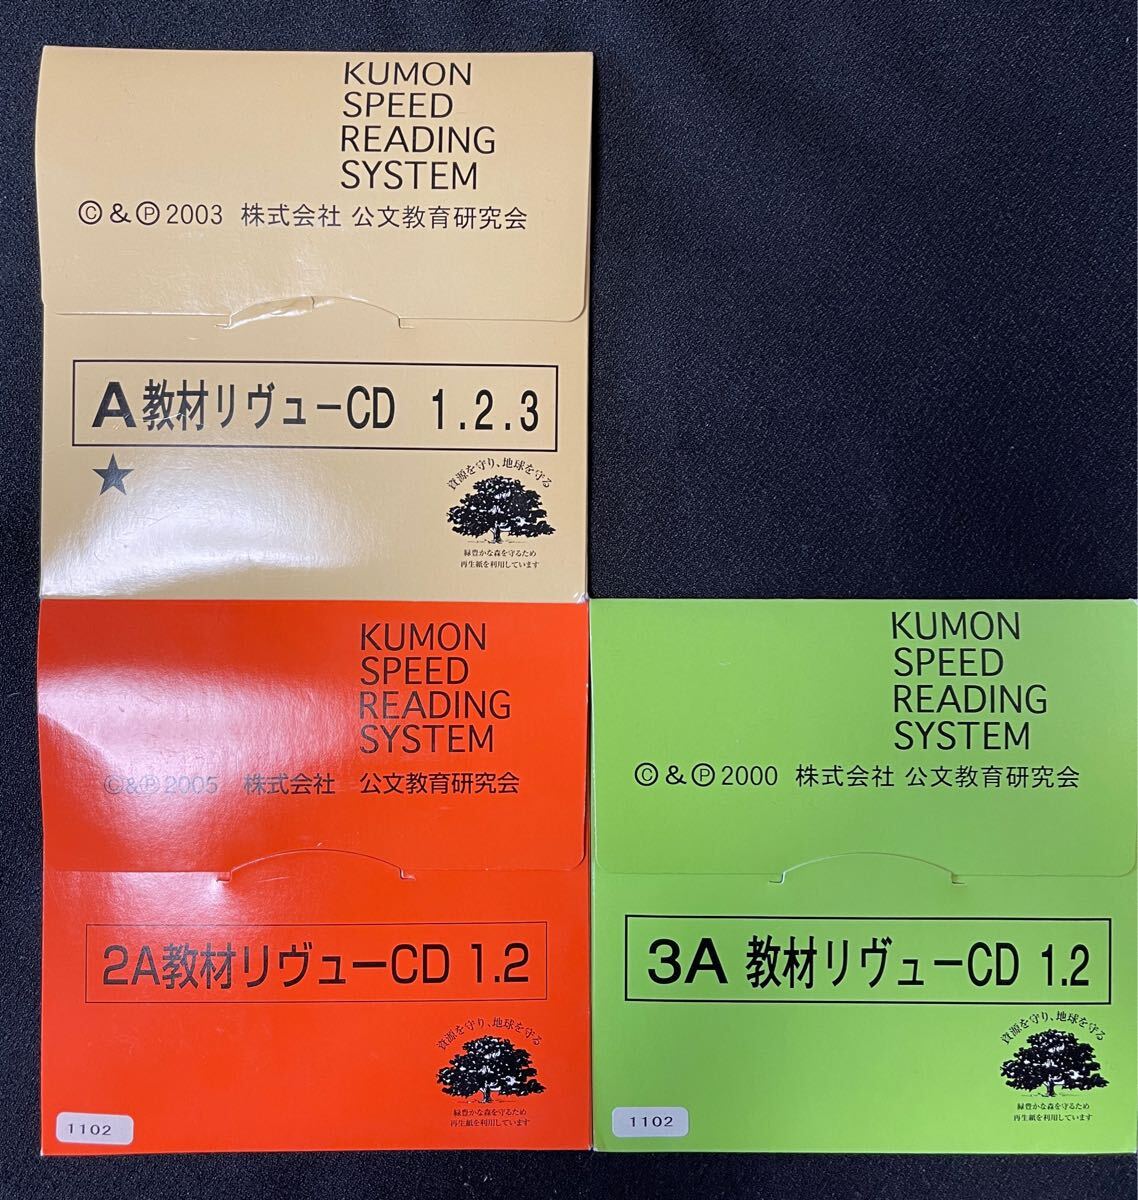 KUMON
SPEED
READING
SYSTEM
Ⓒ & Ⓟ 2003 株式会社 公文教育研究会
A 教材リヴューCD 1.2.3
★
資源を守り、地球を守る
緑豊かな森を守るため
再生紙を利用しています
KUMON
SPEED
READING
SYSTEM
Ⓒ&Ⓟ2005 株式会社 公文教育研究会
2A教材リヴューCD 1.2
資源を守り、地球を守る
緑豊かな森を守るため
再生紙を利用しています
1102
KUMON
SPEED
READING
SYSTEM
Ⓒ & Ⓟ 2000 株式会社 公文教育研究会
3A 教材リヴューCD 1.2
資源を守り、地球を守る
緑豊かな森を守るため
再生紙を利用しています
1102